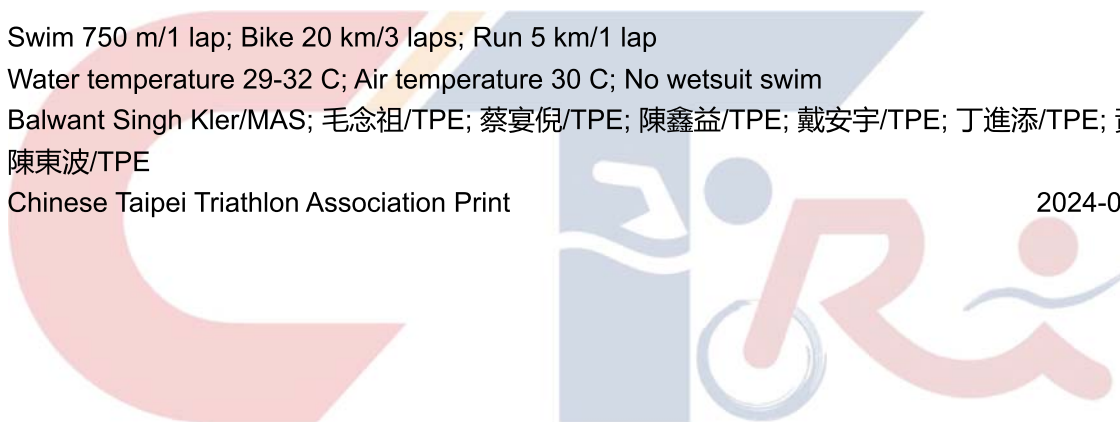 Swim 750 m/1 lap; Bike 20 km/3 laps; Run 5 km/1 lap
Water temperature 29-32 C; Air temperature 30 C; No wetsuit swim
Balwant Singh Kler/MAS; 毛念祖/TPE; 蔡宴倪/TPE; 陳鑫益/TPE; 戴安宇/TPE; 丁進添/TPE;
陳東波/TPE
Chinese Taipei Triathlon Association Print 2024-0